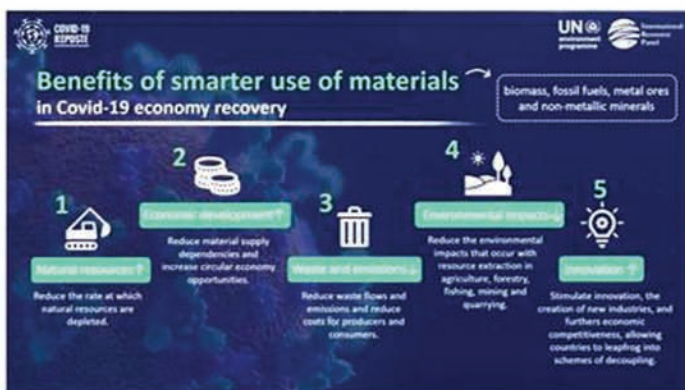 COVID-19
UN
environment
programme
International
Resource
Panel
Benefits of smarter use of materials
in Covid-19 economy recovery
biomass, fossil fuels, metal ores
and non-metallic minerals
1
Natural resources ↑
Reduce the rate at which
natural resources are
depleted.
2
Economic development ↑
Reduce material supply
dependencies and
increase circular economy
opportunities.
3
Waste and emissions ↓
Reduce waste flows and
emissions and reduce
costs for producers and
consumers.
4
Environmental impacts ↓
Reduce the environmental
impacts that occur with
resource extraction in
agriculture, forestry,
fishing, mining and
quarrying.
5
Innovation ↑
Stimulate innovation, the
creation of new industries, and
furthers economic
competitiveness, allowing
countries to leapfrog into
schemes of decoupling.